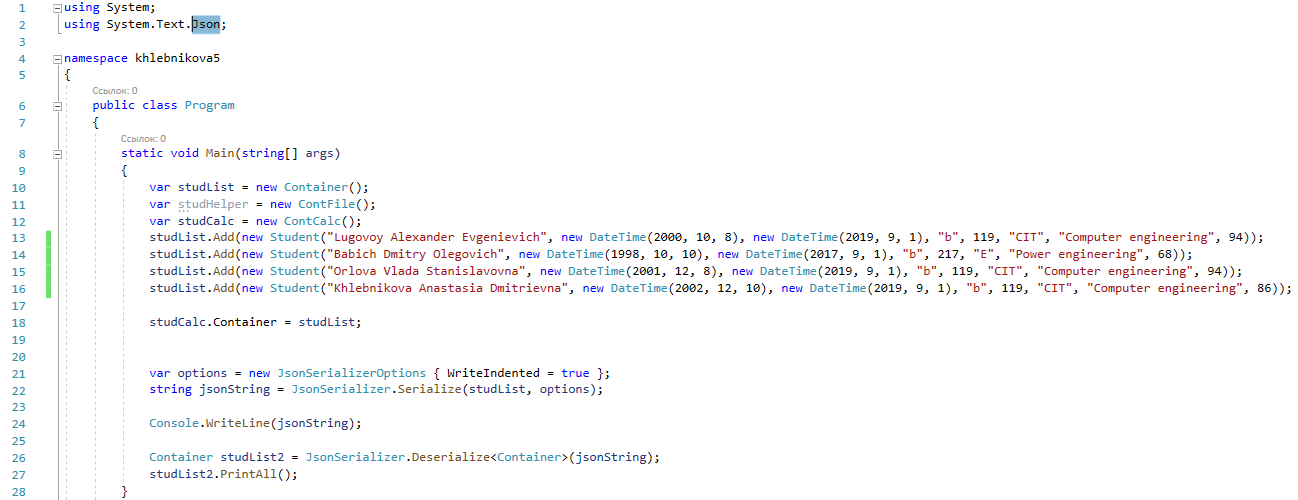 1 using System;
2 using System.Text.Json;
3
4 namespace khlebnikova5
5 {
Ссылок: 0
6 public class Program
7 {
Ссылок: 0
8 static void Main(string[] args)
9 {
10 var studList = new Container();
11 var studHelper = new ContFile();
12 var studCalc = new ContCalc();
13 studList.Add(new Student("Lugovoy Alexander Evgenievich", new DateTime(2000, 10, 8), new DateTime(2019, 9, 1), "b", 119, "CIT", "Computer engineering", 94));
14 studList.Add(new Student("Babich Dmitry Olegovich", new DateTime(1998, 10, 10), new DateTime(2017, 9, 1), "b", 217, "E", "Power engineering", 68));
15 studList.Add(new Student("Orlova Vlada Stanislavovna", new DateTime(2001, 12, 8), new DateTime(2019, 9, 1), "b", 119, "CIT", "Computer engineering", 94));
16 studList.Add(new Student("Khlebnikova Anastasia Dmitrievna", new DateTime(2002, 12, 10), new DateTime(2019, 9, 1), "b", 119, "CIT", "Computer engineering", 86));
17
18 studCalc.Container = studList;
19
20
21 var options = new JsonSerializerOptions { WriteIndented = true };
22 string jsonString = JsonSerializer.Serialize(studList, options);
23
24 Console.WriteLine(jsonString);
25
26 Container studList2 = JsonSerializer.Deserialize<Container>(jsonString);
27 studList2.PrintAll();
28 }